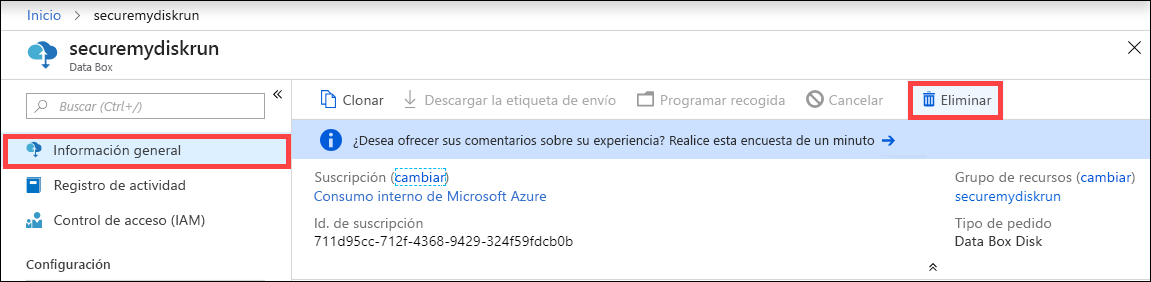 Inicio > securemydiskrun
securemydiskrun
Data Box
Buscar (Ctrl+/)
Información general
Registro de actividad
Control de acceso (IAM)
Configuración
Clonar Descargar la etiqueta de envío Programar recogida Cancelar Eliminar
¿Desea ofrecer sus comentarios sobre su experiencia? Realice esta encuesta de un minuto →
Suscripción (cambiar)
Consumo interno de Microsoft Azure
Id. de suscripción
711d95cc-712f-4368-9429-324f59fdcb0b
Grupo de recursos (cambiar)
securemydiskrun
Tipo de pedido
Data Box Disk